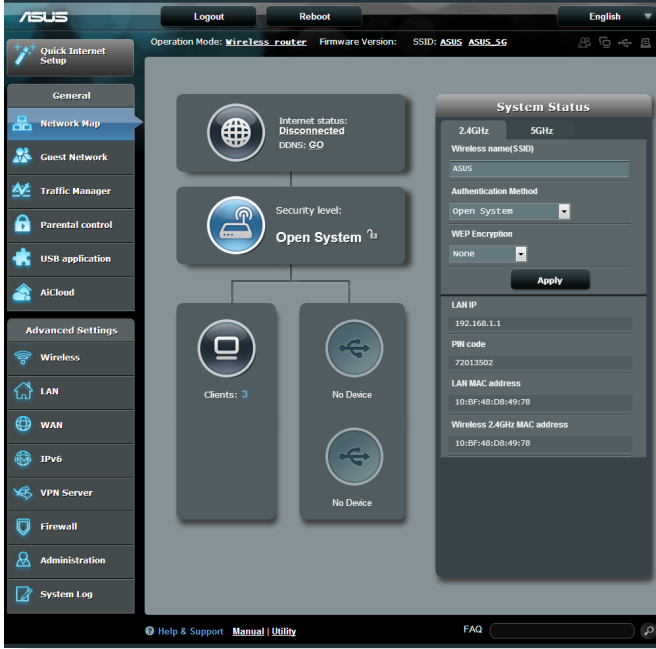 ASUS
Logout
Reboot
English
Operation Mode: Wireless router Firmware Version: SSID: ASUS ASUS_5G
Quick Internet
Setup
General
Network Map
Guest Network
Traffic Manager
Parental control
USB application
AiCloud
Advanced Settings
Wireless
LAN
WAN
IPv6
IPv6
VPN Server
Firewall
Administration
System Log
Internet status:
Disconnected
DDNS: GO
Security level:
Open System
Clients: 3
No Device
No Device
System Status
2.4GHz
5GHz
Wireless name(SSID)
ASUS
Authentication Method
Open System
WEP Encryption
None
Apply
LAN IP
192.168.1.1
PIN code
72013502
LAN MAC address
10:BF:48:D8:49:78
Wireless 2.4GHz MAC address
10:BF:48:D8:49:78
? Help & Support Manual | Utility
FAQ